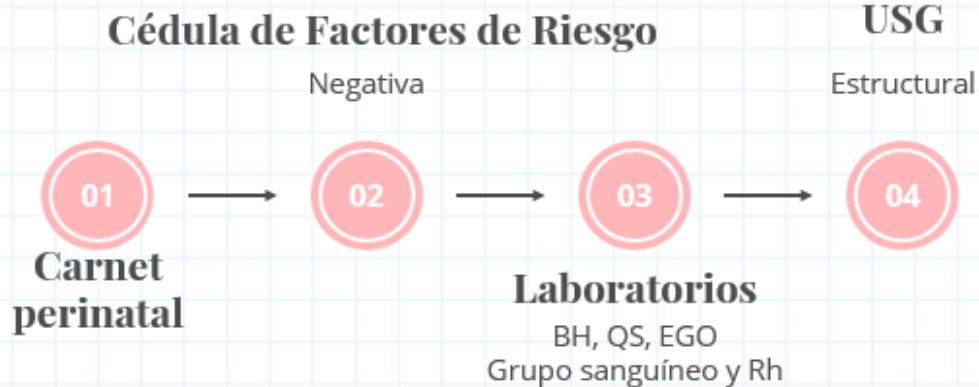 Cédula de Factores de Riesgo
Negativa
USG
Estructural
01
02
03
04
Carnet
perinatal
Laboratorios
BH, QS, EGO
Grupo sanguíneo y Rh